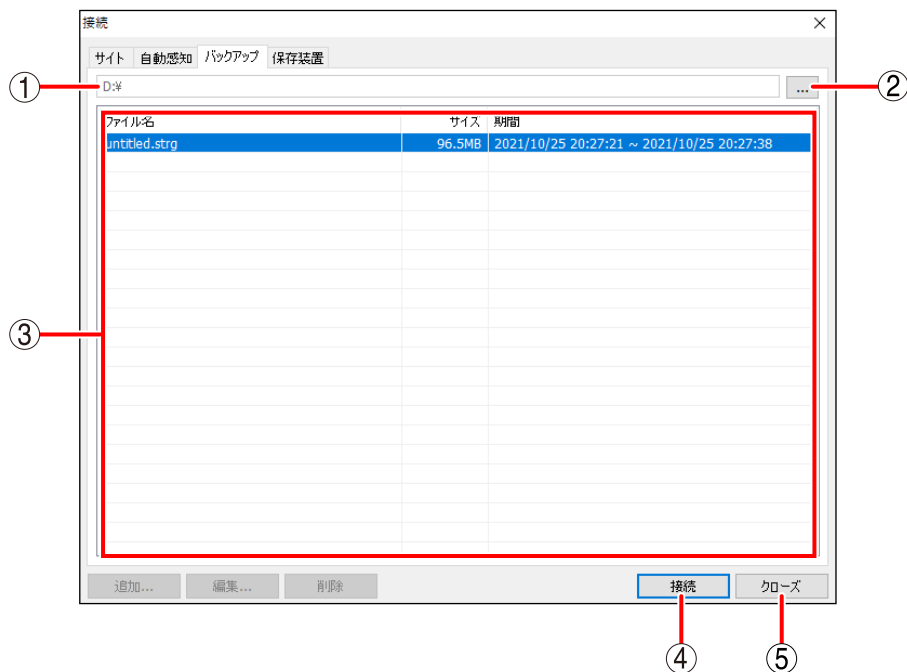 接続
サイト 自動感知 バックアップ 保存装置
① D:¥ ... ②
ファイル名 サイズ 期間
untitled.strg 96.5MB 2021/10/25 20:27:21 ~ 2021/10/25 20:27:38
③
追加... 編集... 削除 接続 クローズ
④ ⑤